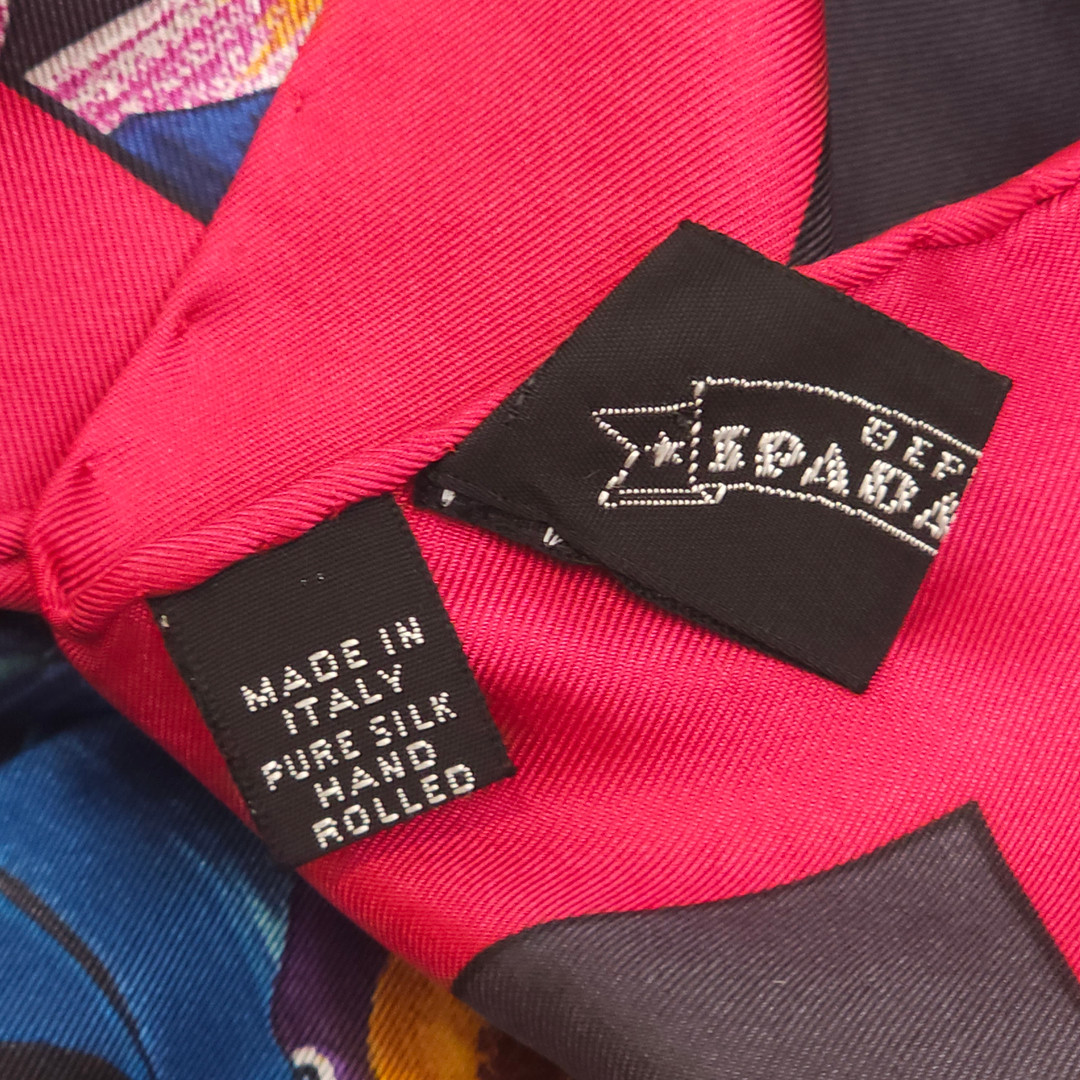 MADE IN
ITALY
PURE SILK
HAND
ROLLED